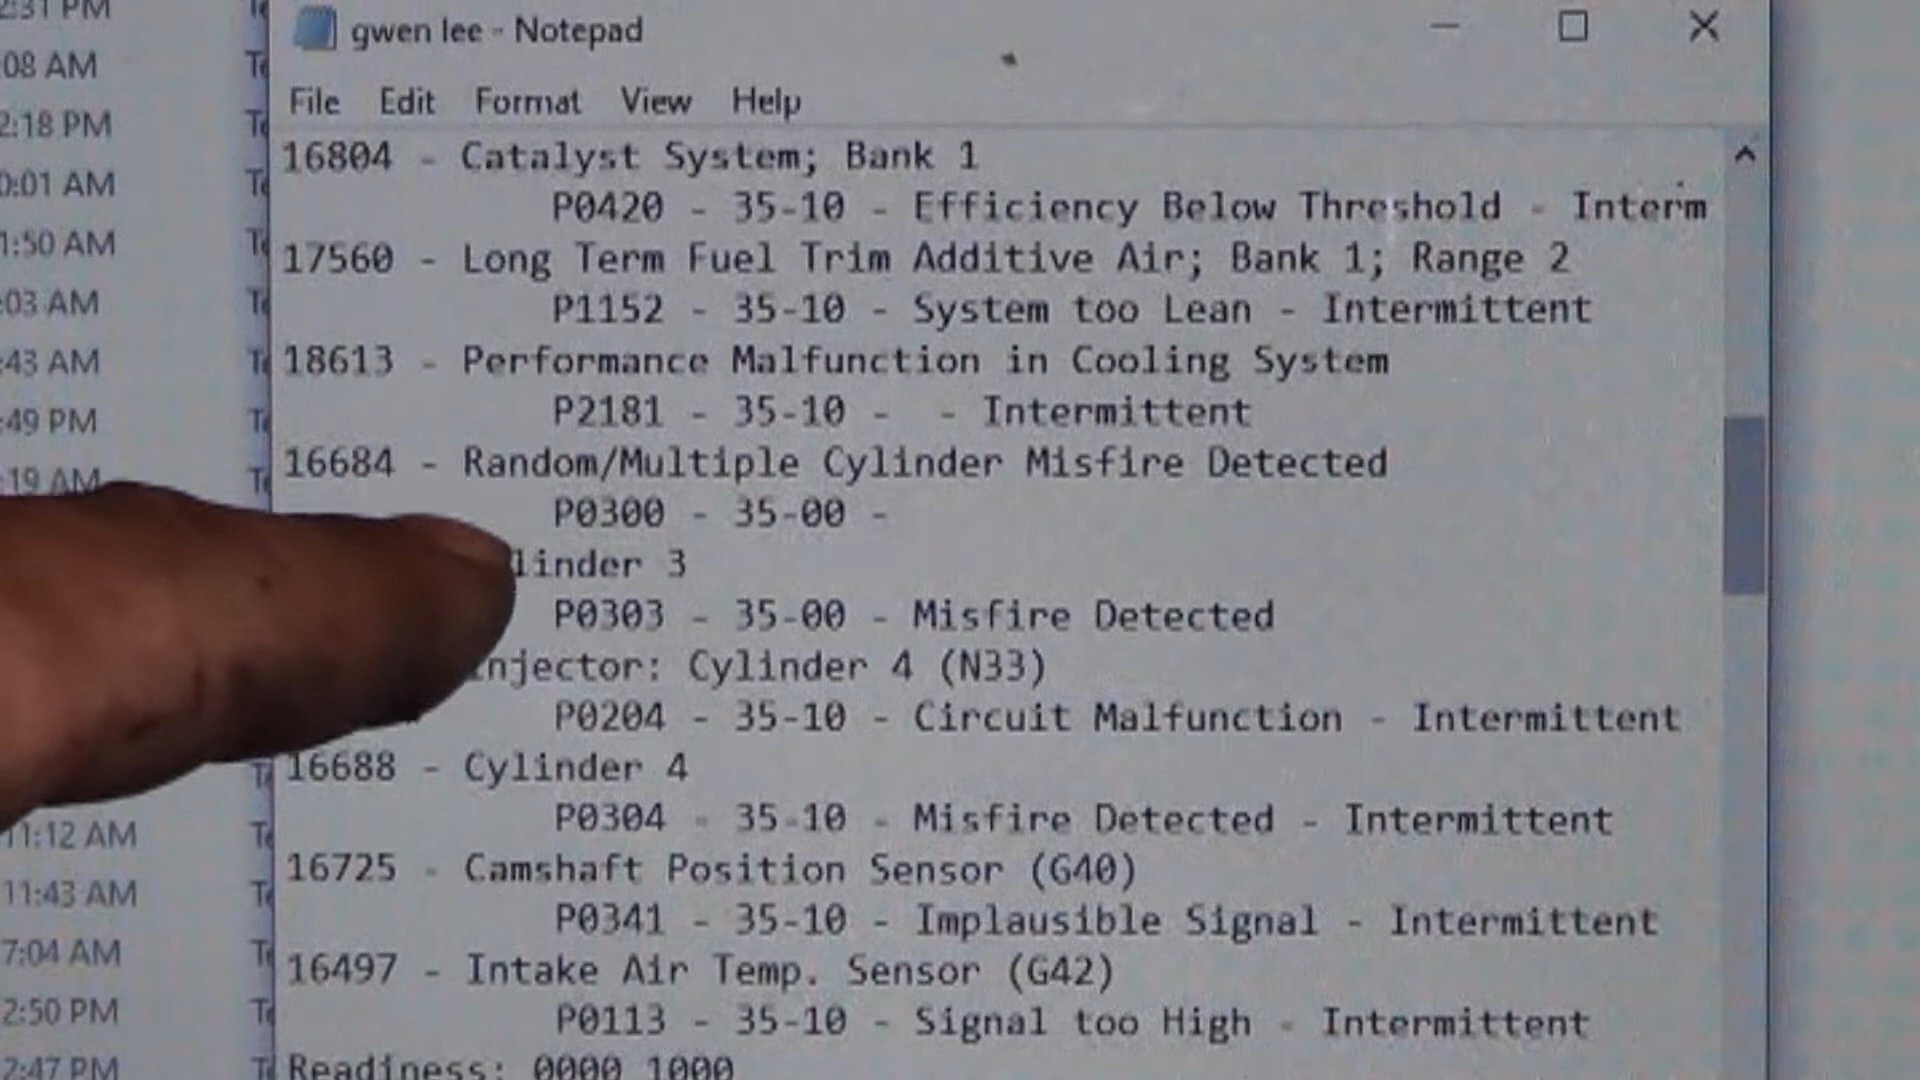 2:31 PM
:08 AM
2:18 PM
0:01 AM
1:50 AM
:03 AM
:43 AM
:49 PM
:19 AM
11:12 AM
11:43 AM
7:04 AM
2:50 PM
2:47 PM
gwen lee - Notepad
File Edit Format View Help
16804 - Catalyst System; Bank 1
P0420 - 35-10 - Efficiency Below Threshold - Interm
17560 - Long Term Fuel Trim Additive Air; Bank 1; Range 2
P1152 - 35-10 - System too Lean - Intermittent
18613 - Performance Malfunction in Cooling System
P2181 - 35-10 - - Intermittent
16684 - Random/Multiple Cylinder Misfire Detected
P0300 - 35-00 -
linder 3
P0303 - 35-00 - Misfire Detected
njector: Cylinder 4 (N33)
P0204 - 35-10 - Circuit Malfunction - Intermittent
16688 - Cylinder 4
P0304 - 35-10 - Misfire Detected - Intermittent
16725 - Camshaft Position Sensor (G40)
P0341 - 35-10 - Implausible Signal - Intermittent
16497 - Intake Air Temp. Sensor (G42)
P0113 - 35-10 - Signal too High - Intermittent
Readiness: 0000 1000